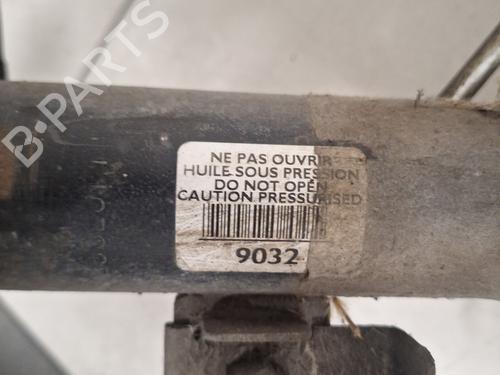 B-PARTS
NE PAS OUVRIR
HUILE SOUS PRESSION
DO NOT OPEN
CAUTION PRESSURISED
9032